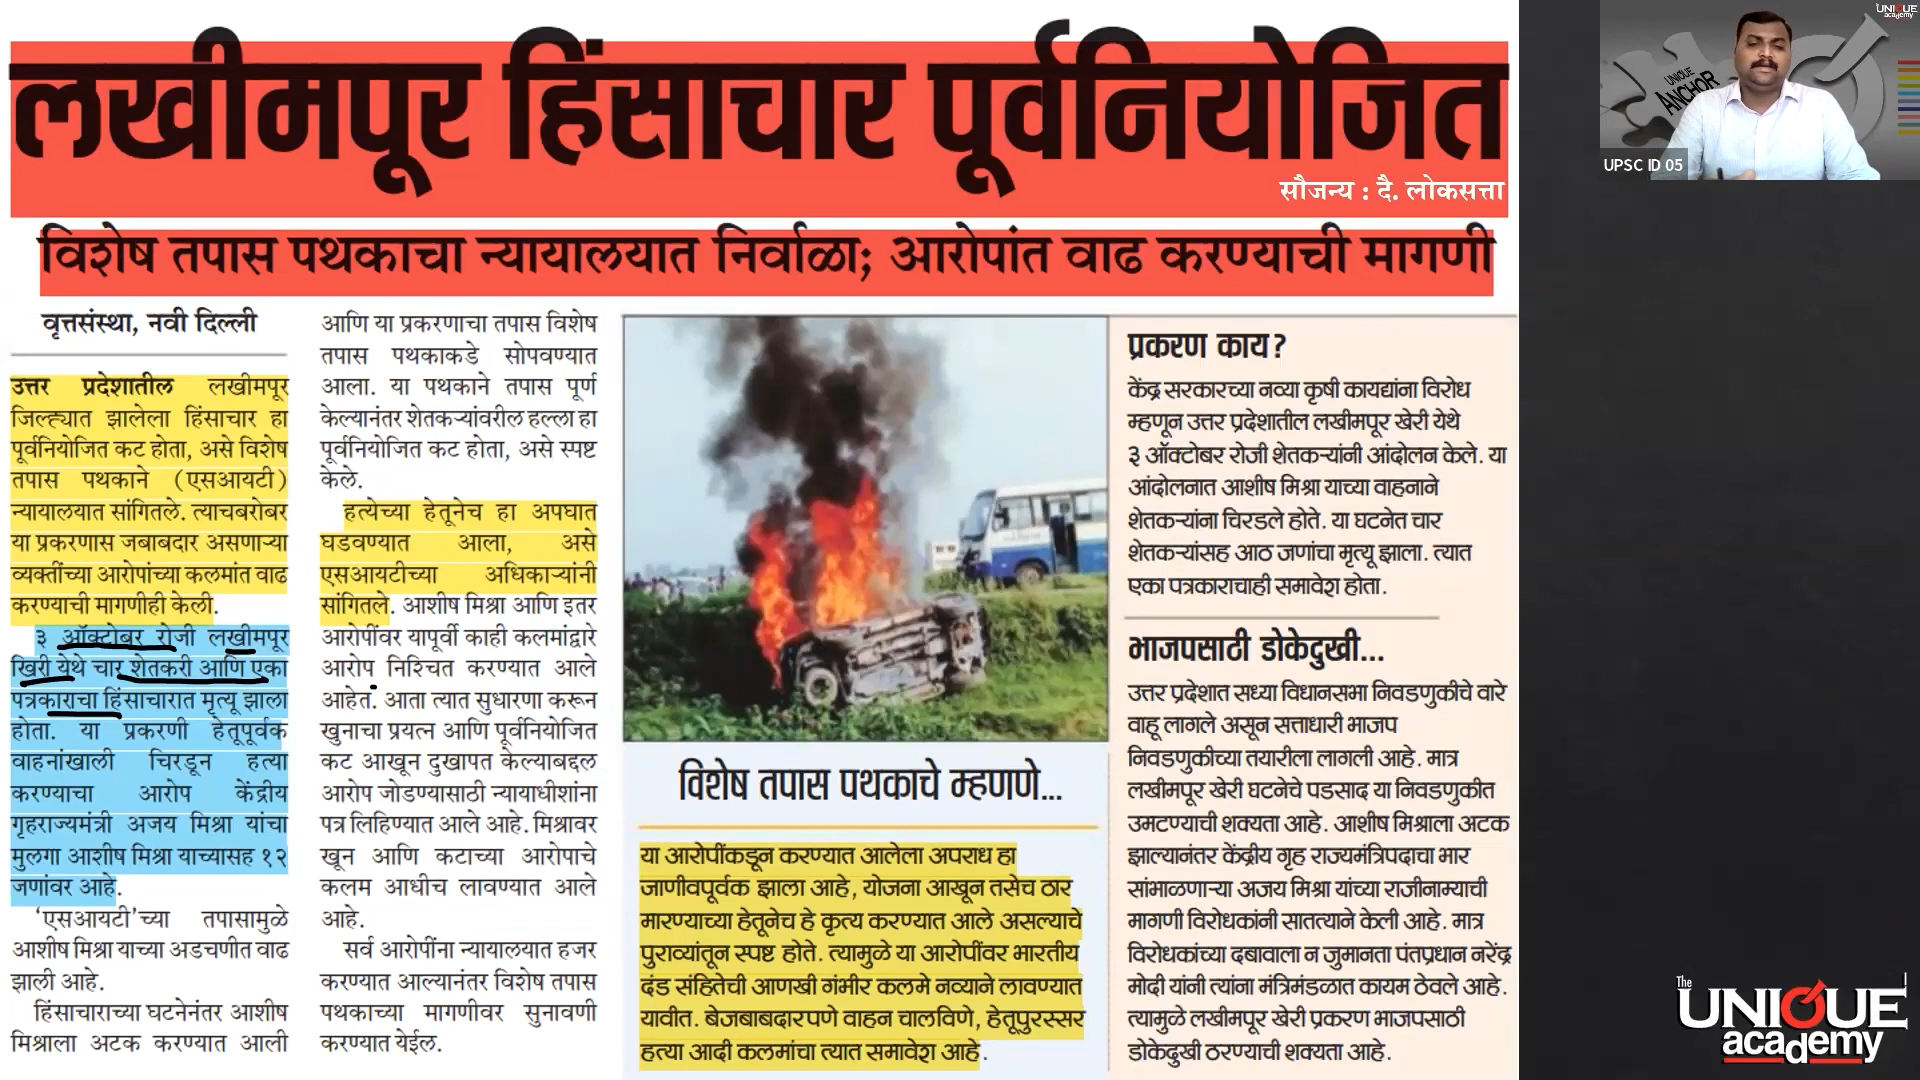 लखीमपूर हिंसाचार पूर्वनियोजित
सौजन्य : दै. लोकसत्ता
विशेष तपास पथकाचा न्यायालयात निर्वाळा; आरोपांत वाढ करण्याची मागणी
वृत्तसंस्था, नवी दिल्ली
उत्तर प्रदेशातील लखीमपूर
जिल्ह्यात झालेला हिंसाचार हा
पूर्वनियोजित कट होता, असे विशेष
तपास पथकाने (एसआयटी)
न्यायालयात सांगितले. त्याचबरोबर
या प्रकरणास जबाबदार असणाऱ्या
व्यक्तींच्या आरोपांच्या कलमांत वाढ
करण्याची मागणीही केली.
३ ऑक्टोबर रोजी लखीमपूर
खिरी येथे चार शेतकरी आणि एका
पत्रकाराचा हिंसाचारात मृत्यू झाला
होता. या प्रकरणी हेतूपूर्वक
वाहनांखाली चिरडून हत्या
करण्याचा आरोप केंद्रीय
गृहराज्यमंत्री अजय मिश्रा यांचा
मुलगा आशीष मिश्रा याच्यासह १२
जणांवर आहे.
‘एसआयटी’च्या तपासामुळे
आशीष मिश्रा याच्या अडचणीत वाढ
झाली आहे.
हिंसाचाराच्या घटनेनंतर आशीष
मिश्राला अटक करण्यात आली
आणि या प्रकरणाचा तपास विशेष
तपास पथकाकडे सोपवण्यात
आला. या पथकाने तपास पूर्ण
केल्यानंतर शेतकऱ्यांवरील हल्ला हा
पूर्वनियोजित कट होता, असे स्पष्ट
केले.
हत्येच्या हेतूनेच हा अपघात
घडवण्यात आला, असे
एसआयटीच्या अधिकाऱ्यांनी
सांगितले. आशीष मिश्रा आणि इतर
आरोपींवर यापूर्वी काही कलमांद्वारे
आरोप निश्चित करण्यात आले
आहेत. आता त्यात सुधारणा करून
खुनाचा प्रयत्न आणि पूर्वनियोजित
कट आखून दुखापत केल्याबद्दल
आरोप जोडण्यासाठी न्यायाधीशांना
पत्र लिहिण्यात आले आहे. मिश्रावर
खून आणि कटाच्या आरोपाचे
कलम आधीच लावण्यात आले
आहे.
सर्व आरोपींना न्यायालयात हजर
करण्यात आल्यानंतर विशेष तपास
पथकाच्या मागणीवर सुनावणी
करण्यात येईल.
विशेष तपास पथकाचे म्हणणे...
या आरोपींकडून करण्यात आलेला अपराध हा
जाणीवपूर्वक झाला आहे, योजना आखून तसेच ठार
मारण्याच्या हेतूनेच हे कृत्य करण्यात आले असल्याचे
पुराव्यांतून स्पष्ट होते. त्यामुळे या आरोपींवर भारतीय
दंड संहितेची आणखी गंभीर कलमे नव्याने लावण्यात
यावीत. बेजबाबदारपणे वाहन चालविणे, हेतूपुरस्सर
हत्या आदी कलमांचा त्यात समावेश आहे.
प्रकरण काय?
केंद्र सरकारच्या नव्या कृषी कायद्यांना विरोध
म्हणून उत्तर प्रदेशातील लखीमपूर खेरी येथे
३ ऑक्टोबर रोजी शेतकऱ्यांनी आंदोलन केले. या
आंदोलनात आशीष मिश्रा याच्या वाहनाने
शेतकऱ्यांना चिरडले होते. या घटनेत चार
शेतकऱ्यांसह आठ जणांचा मृत्यू झाला. त्यात
एका पत्रकाराचाही समावेश होता.
भाजपसाठी डोकेदुखी...
उत्तर प्रदेशात सध्या विधानसभा निवडणुकीचे वारे
वाहू लागले असून सत्ताधारी भाजप
निवडणुकीच्या तयारीला लागली आहे. मात्र
लखीमपूर खेरी घटनेचे पडसाद या निवडणुकीत
उमटण्याची शक्यता आहे. आशीष मिश्राला अटक
झाल्यानंतर केंद्रीय गृह राज्यमंत्रिपदाचा भार
सांभाळणाऱ्या अजय मिश्रा यांच्या राजीनाम्याची
मागणी विरोधकांनी सातत्याने केली आहे. मात्र
विरोधकांच्या दबावाला न जुमानता पंतप्रधान नरेंद्र
मोदी यांनी त्यांना मंत्रिमंडळात कायम ठेवले आहे.
त्यामुळे लखीमपूर खेरी प्रकरण भाजपसाठी
डोकेदुखी ठरण्याची शक्यता आहे.
UNIQUE
academy
UNIQUE
ANCHOR
UPSC ID 05
The
UNIQUE
academy